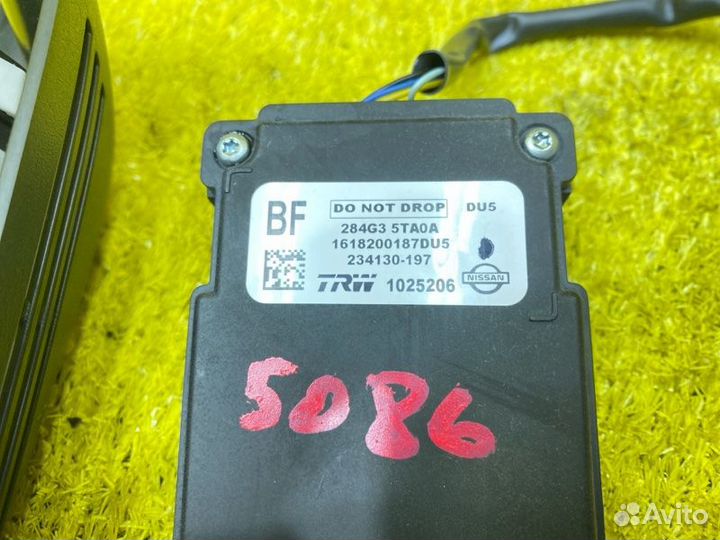 BF
DO NOT DROP DU5
284G3 5TA0A
1618200187DU5
234130-197
TRW 1025206 NISSAN
5086
Avito